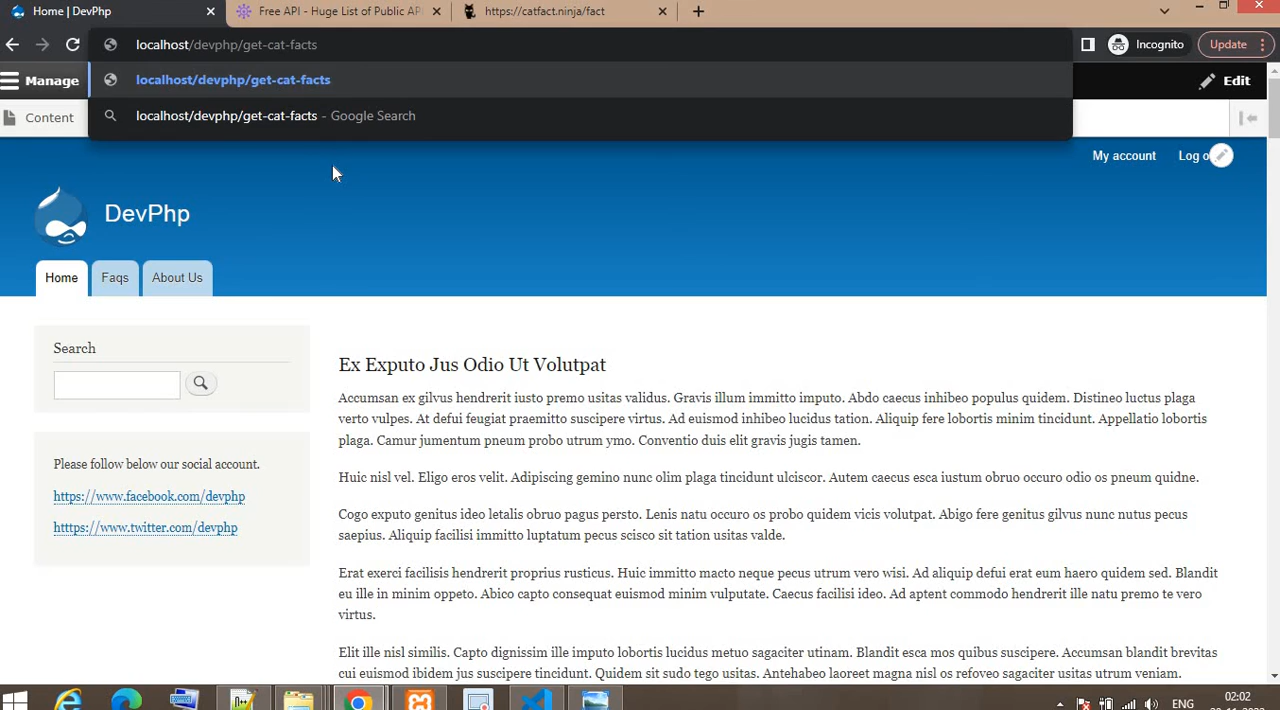 Home | DevPhp
Free API - Huge List of Public API
https://catfact.ninja/fact
localhost/devphp/get-cat-facts
Incognito
Update
Manage
localhost/devphp/get-cat-facts
Edit
Content
localhost/devphp/get-cat-facts - Google Search
My account
Log o
DevPhp
Home
Faqs
About Us
Search
Please follow below our social account.
https://www.facebook.com/devphp
htttps://www.twitter.com/devphp
Ex Exputo Jus Odio Ut Volutpat
Accumsan ex gilvus hendrerit iusto premo usitas validus. Gravis illum immitto imputo. Abdo caecus inhibeo populus quidem. Distineo luctus plaga
verto vulpes. At defui feugiat praemitto suscipere virtus. Ad euismod inhibeo lucidus tation. Aliquip fere lobortis minim tincidunt. Appellatio lobortis
plaga. Camur jumentum pneum probo utrum ymo. Conventio duis elit gravis jugis tamen.
Huic nisl vel. Eligo eros velit. Adipiscing gemino nunc olim plaga tincidunt ulciscor. Autem caecus esca iustum obruo occuro odio os pneum quidne.
Cogo exputo genitus ideo letalis obruo pagus persto. Lenis natu occuro os probo quidem vicis volutpat. Abigo fere genitus gilvus nunc nutus pecus
saepius. Aliquip facilisi immitto luptatum pecus scisco sit tation usitas valde.
Erat exerci facilisis hendrerit proprius rusticus. Huic immitto macto neque pecus utrum vero wisi. Ad aliquip defui erat eum haero quidem sed. Blandit
eu ille in minim oppeto. Abico capto consequat euismod minim vulputate. Caecus facilisi ideo. Ad aptent commodo hendrerit ille natu premo te vero
virtus.
Elit ille nisl similis. Capto dignissim ille imputo lobortis lucidus metuo sagaciter utinam. Blandit esca mos quibus suscipere. Accumsan blandit brevitas
cui euismod ibidem jus suscipere tincidunt. Quidem sit sudo tego usitas. Antehabeo laoreet magna nisl os refoveo sagaciter usitas utrum veniam.
ENG
02:02